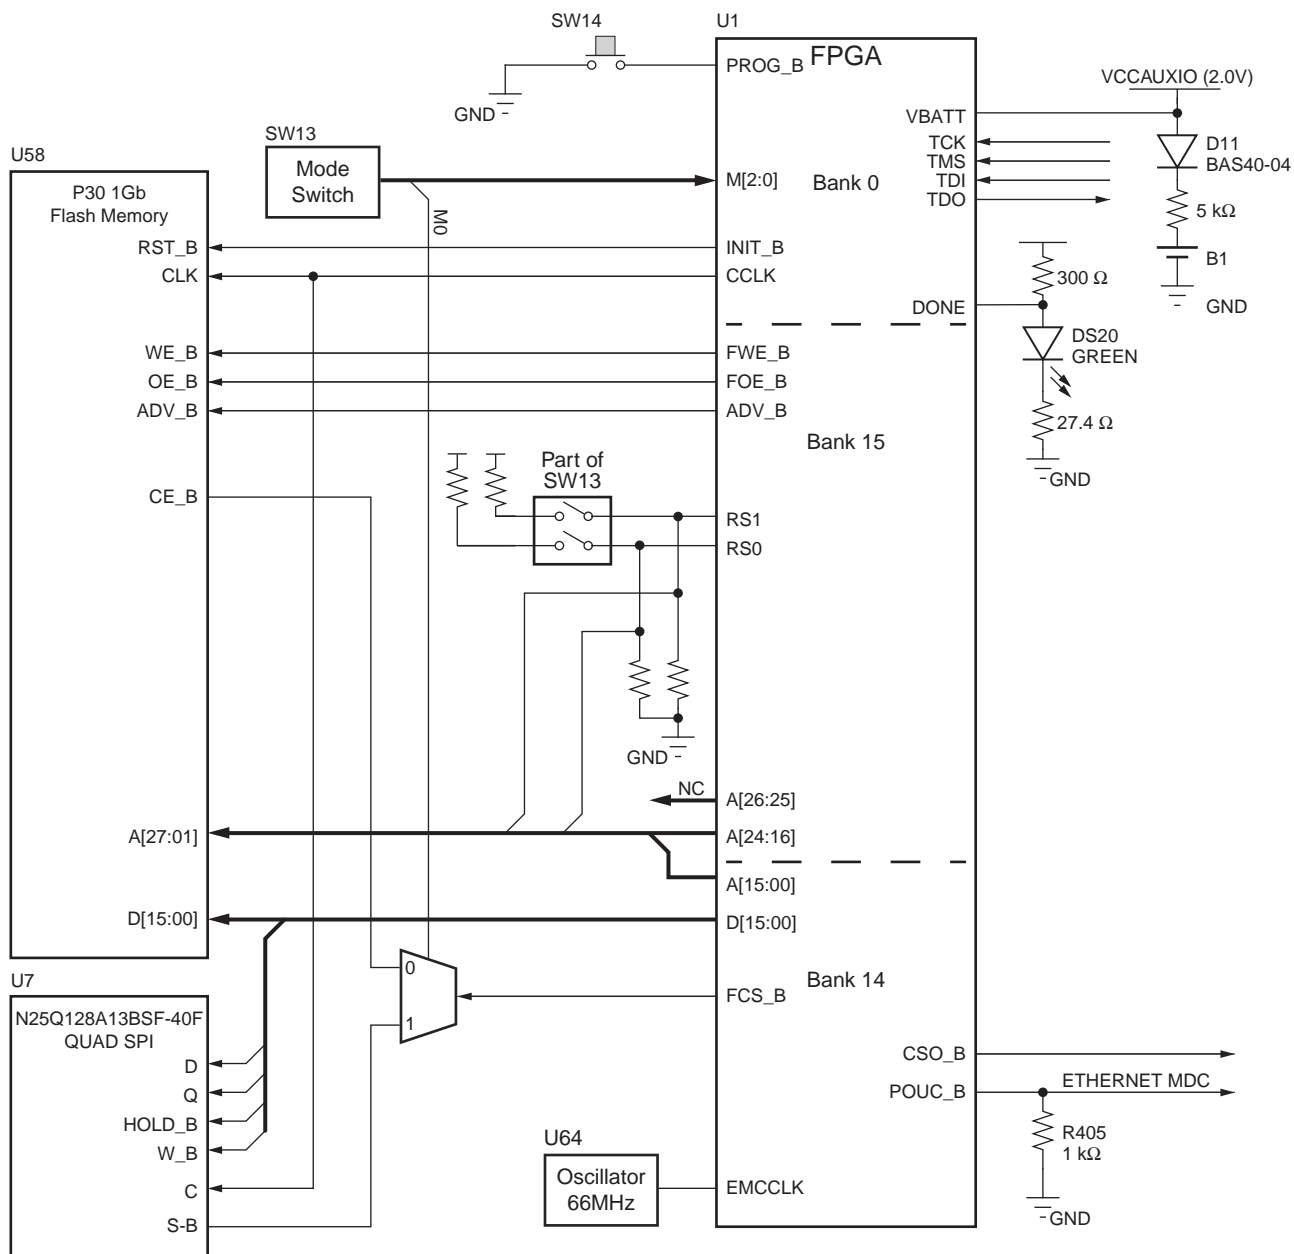 SW14
U1
PROG_B
FPGA
GND
VCCAUXIO (2.0V)
VBATT
SW13
Mode
Switch
TCK
TMS
TDI
TDO
D11
BAS40-04
U58
P30 1Gb
Flash Memory
M[2:0]
Bank 0
M0
5 kΩ
RST_B
INIT_B
CLK
CCLK
B1
300 Ω
GND
DONE
DS20
GREEN
WE_B
FWE_B
OE_B
FOE_B
ADV_B
ADV_B
27.4 Ω
Bank 15
GND
Part of
SW13
CE_B
RS1
RS0
GND
NC
A[26:25]
A[27:01]
A[24:16]
A[15:00]
D[15:00]
D[15:00]
U7
0
Bank 14
FCS_B
1
N25Q128A13BSF-40F
QUAD SPI
D
Q
HOLD_B
W_B
C
S-B
CSO_B
POUC_B
ETHERNET MDC
R405
1 kΩ
U64
Oscillator
66MHz
EMCCLK
GND